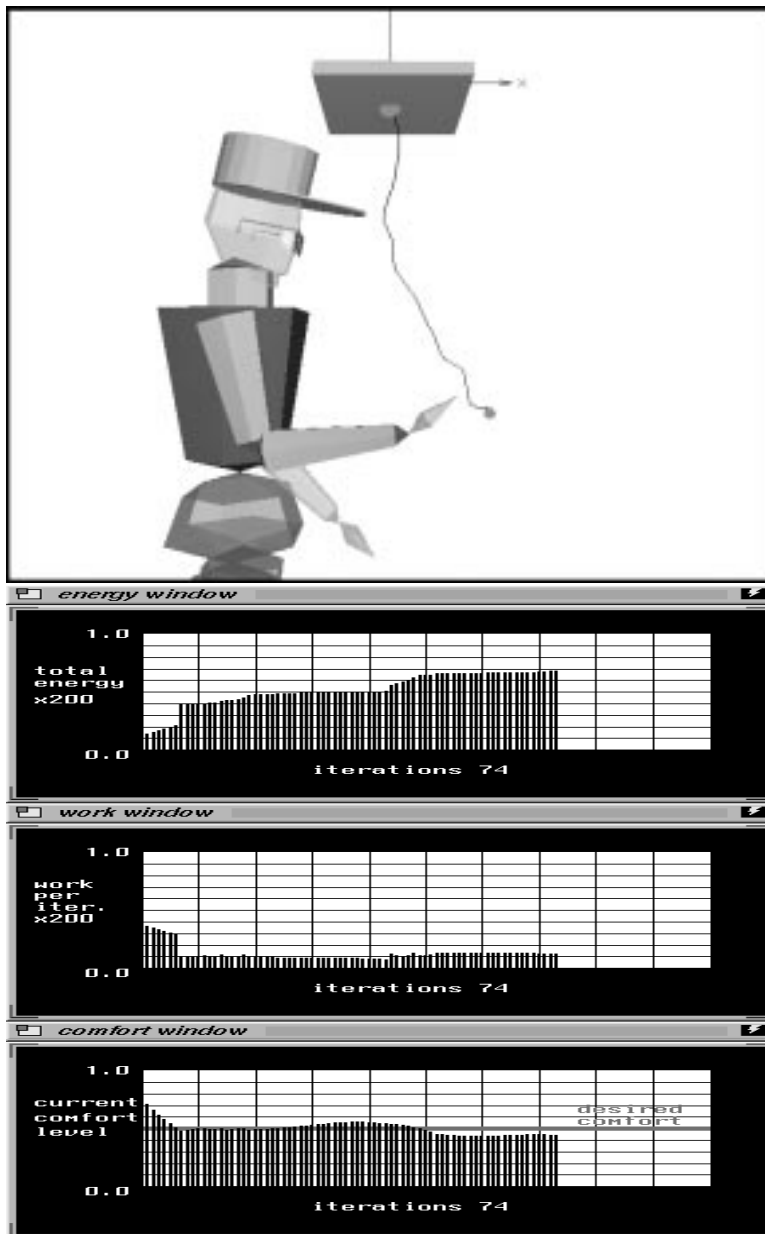 x
energy window
1.0
total
energy
x200
0.0
iterations 74
work window
1.0
work
per
iter.
x200
0.0
iterations 74
comfort window
1.0
current
comfort
level
desired
comfort
0.0
iterations 74